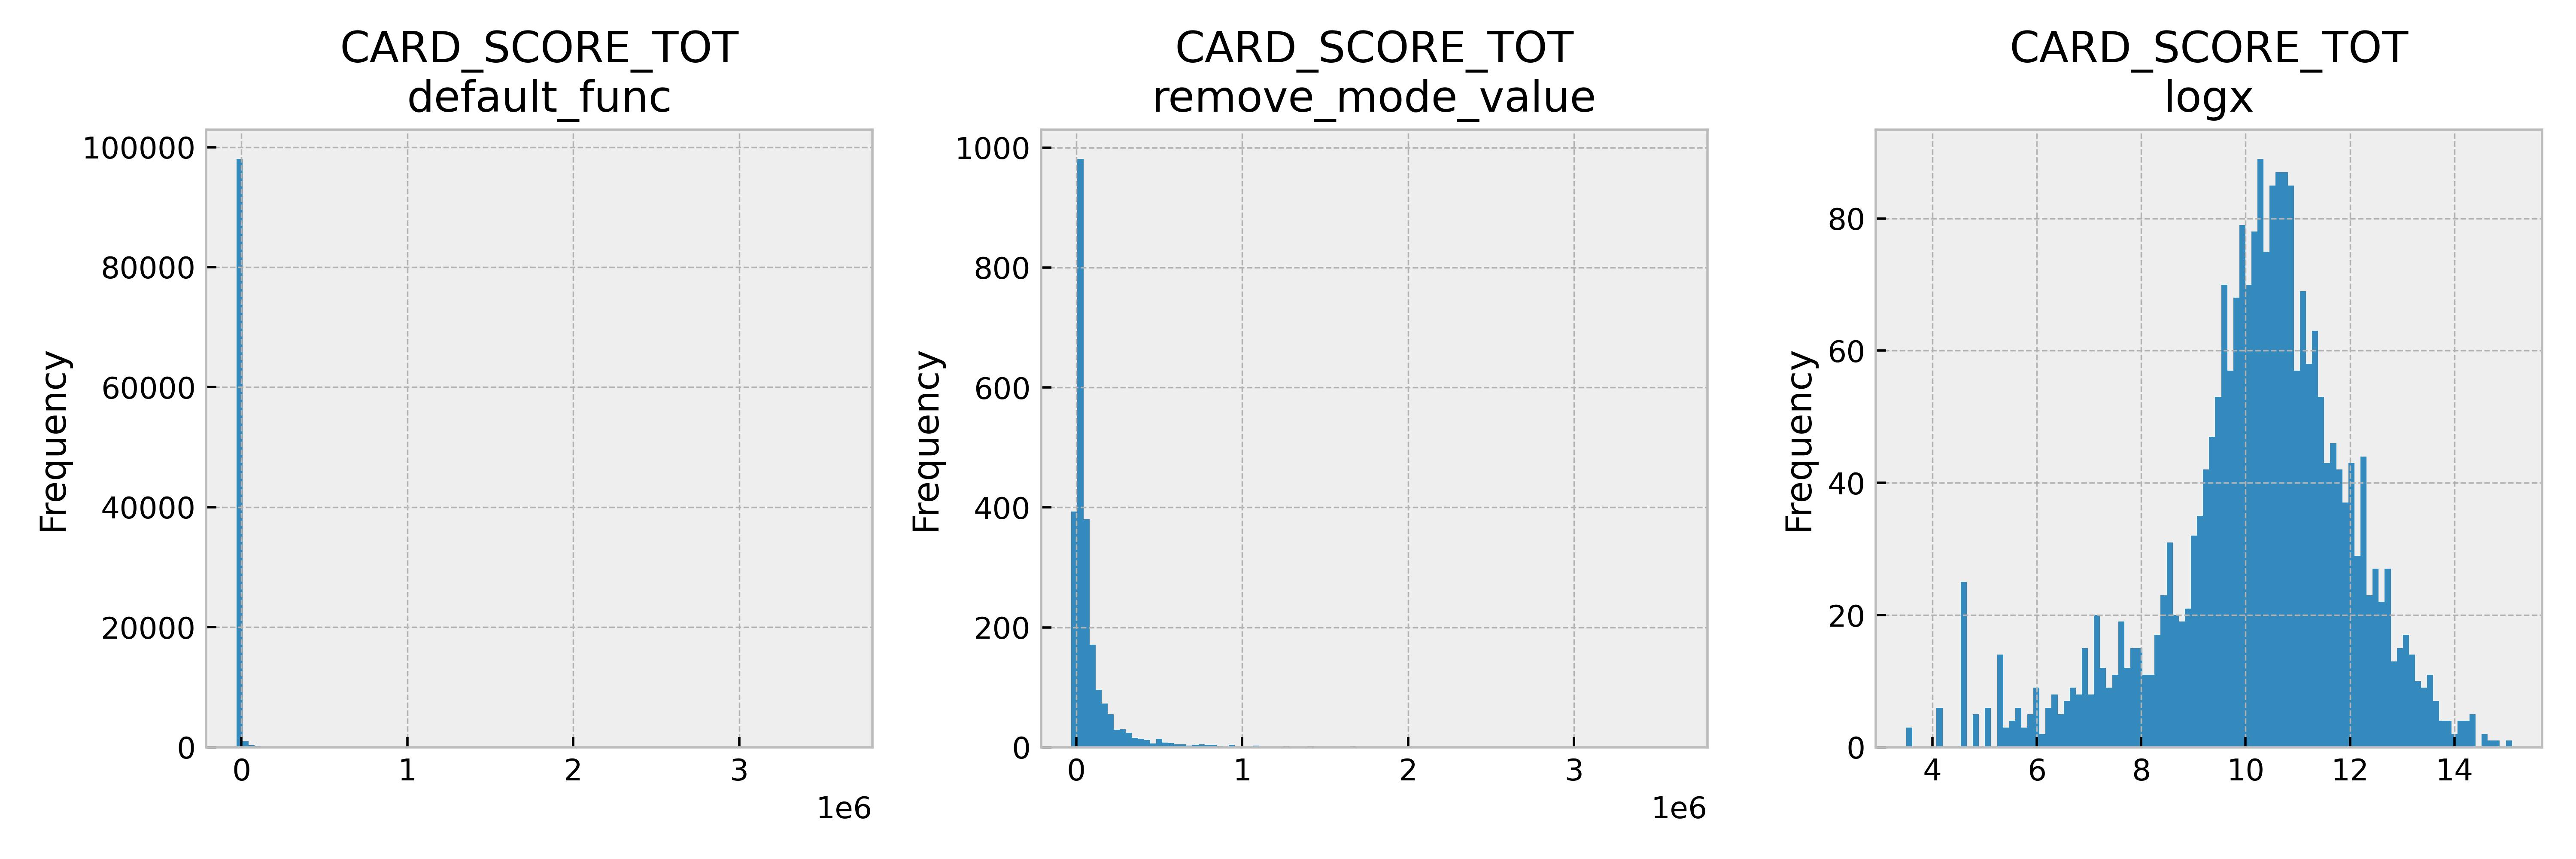 CARD_SCORE_TOT
default_func
100000
80000
60000
40000
20000
0
Frequency
0 1 2 3
1e6
CARD_SCORE_TOT
remove_mode_value
1000
800
600
400
200
0
Frequency
0 1 2 3
1e6
CARD_SCORE_TOT
logx
80
60
40
20
0
Frequency
4 6 8 10 12 14